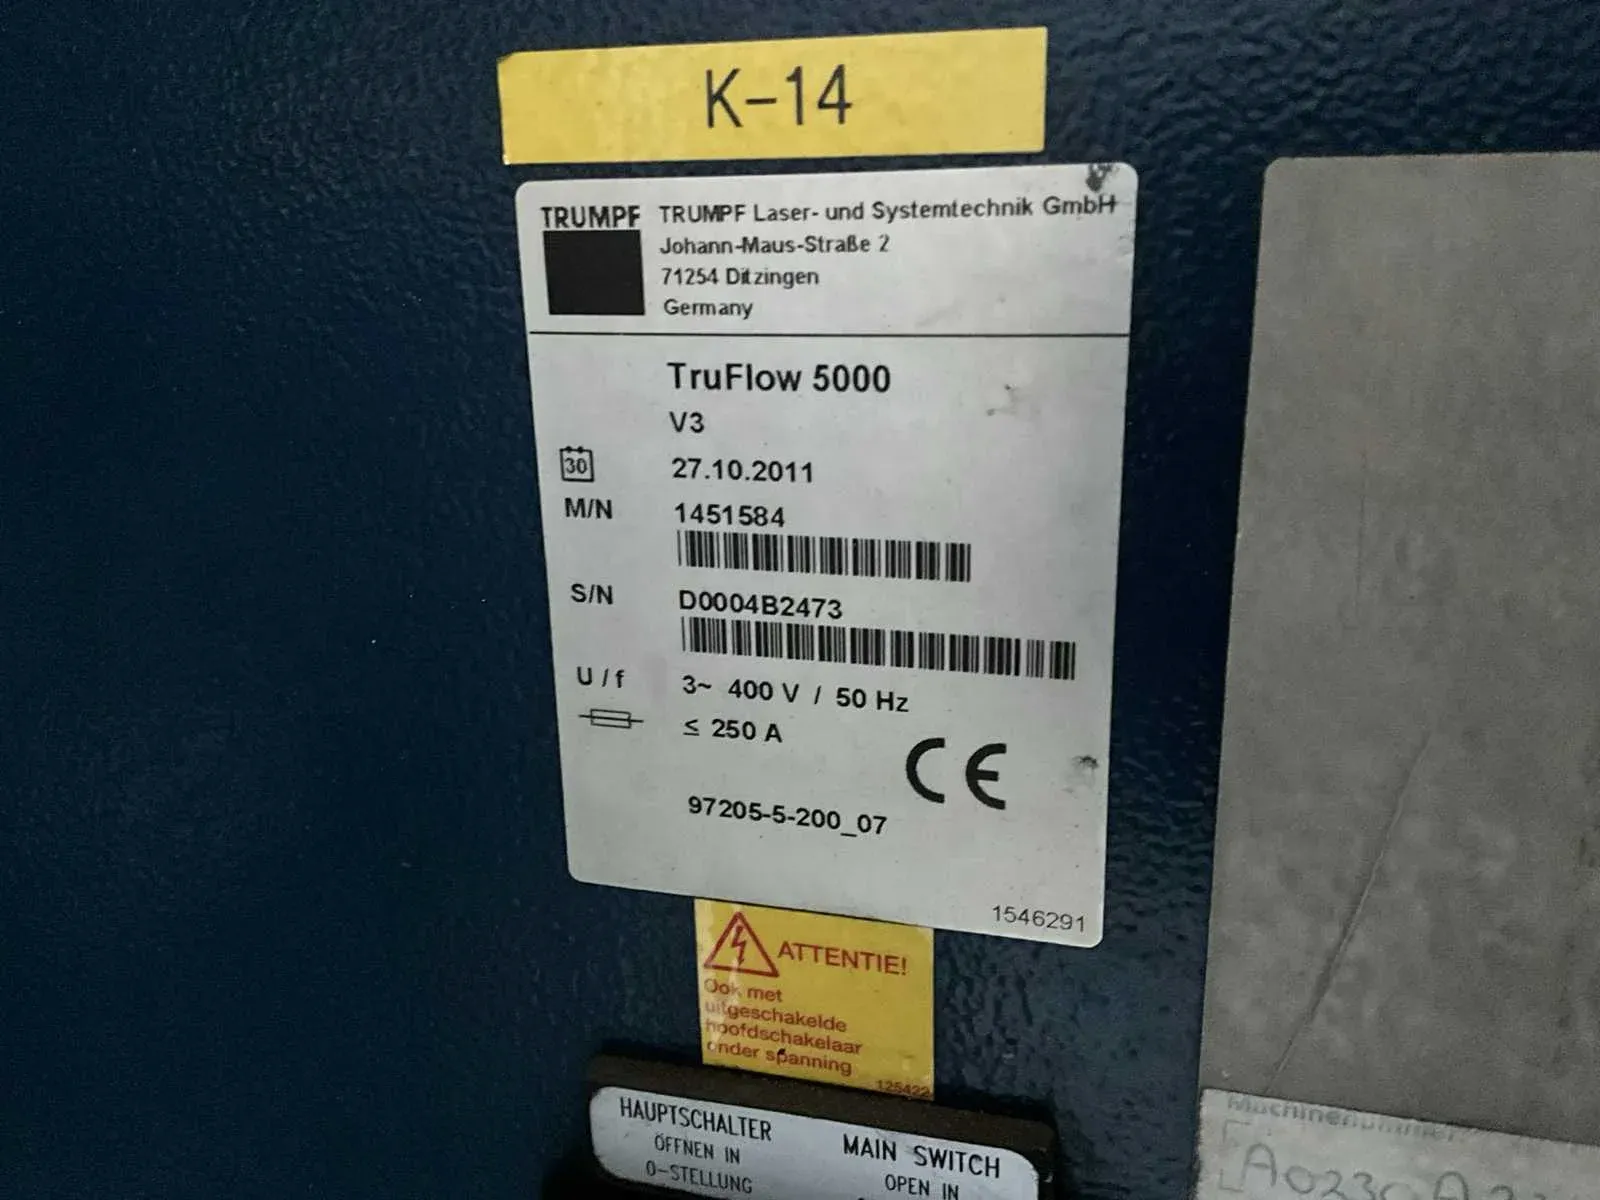 K-14
TRUMPF
TRUMPF Laser- und Systemtechnik GmbH
Johann-Maus-Straße 2
71254 Ditzingen
Germany
TruFlow 5000
V3
30 27.10.2011
M/N 1451584
S/N D0004B2473
U / f 3~ 400 V / 50 Hz
≤ 250 A
CE
97205-5-200_07
1546291
ATTENTIE!
Ook met
uitgeschakelde
hoofdschakelaar
onder spanning
125422
HAUPTSCHALTER
ÖFFNEN IN
0-STELLUNG
MAIN SWITCH
OPEN IN
Machinenummer